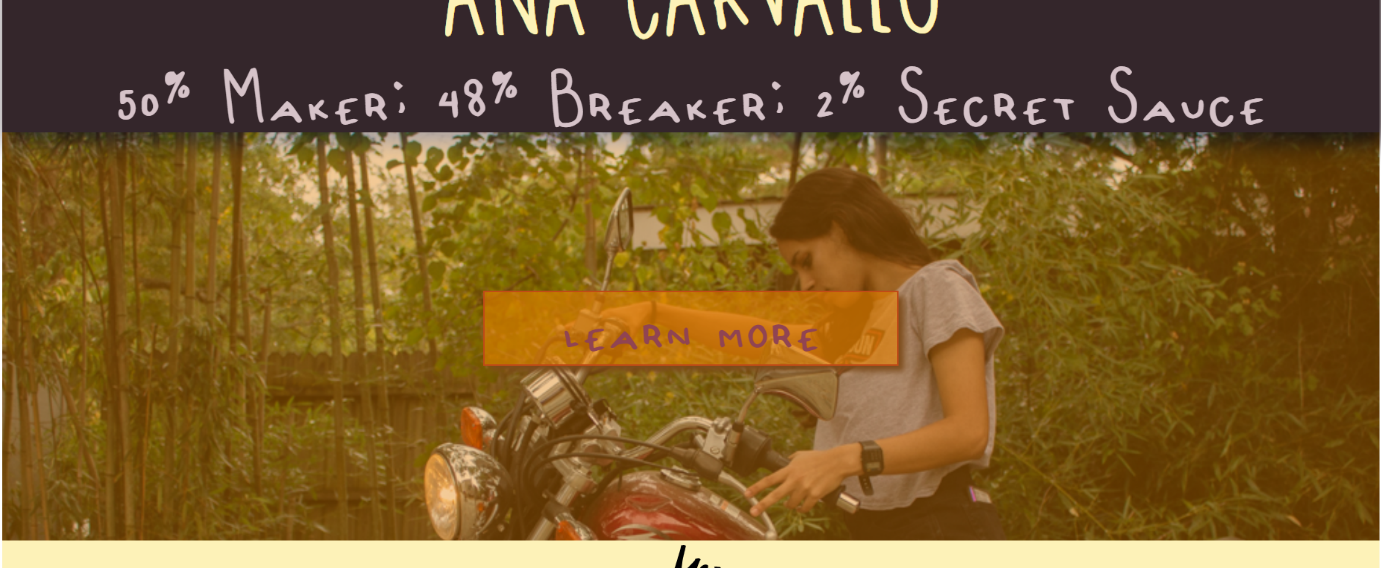 ANA CARVALLO
50% Maker; 48% Breaker; 2% Secret Sauce
LEARN MORE